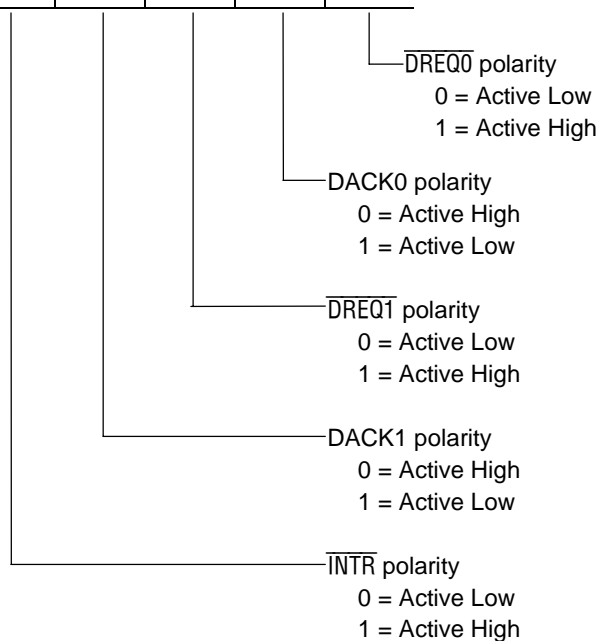 DREQ0 polarity
0 = Active Low
1 = Active High
DACK0 polarity
0 = Active High
1 = Active Low
DREQ1 polarity
0 = Active Low
1 = Active High
DACK1 polarity
0 = Active High
1 = Active Low
INTR polarity
0 = Active Low
1 = Active High